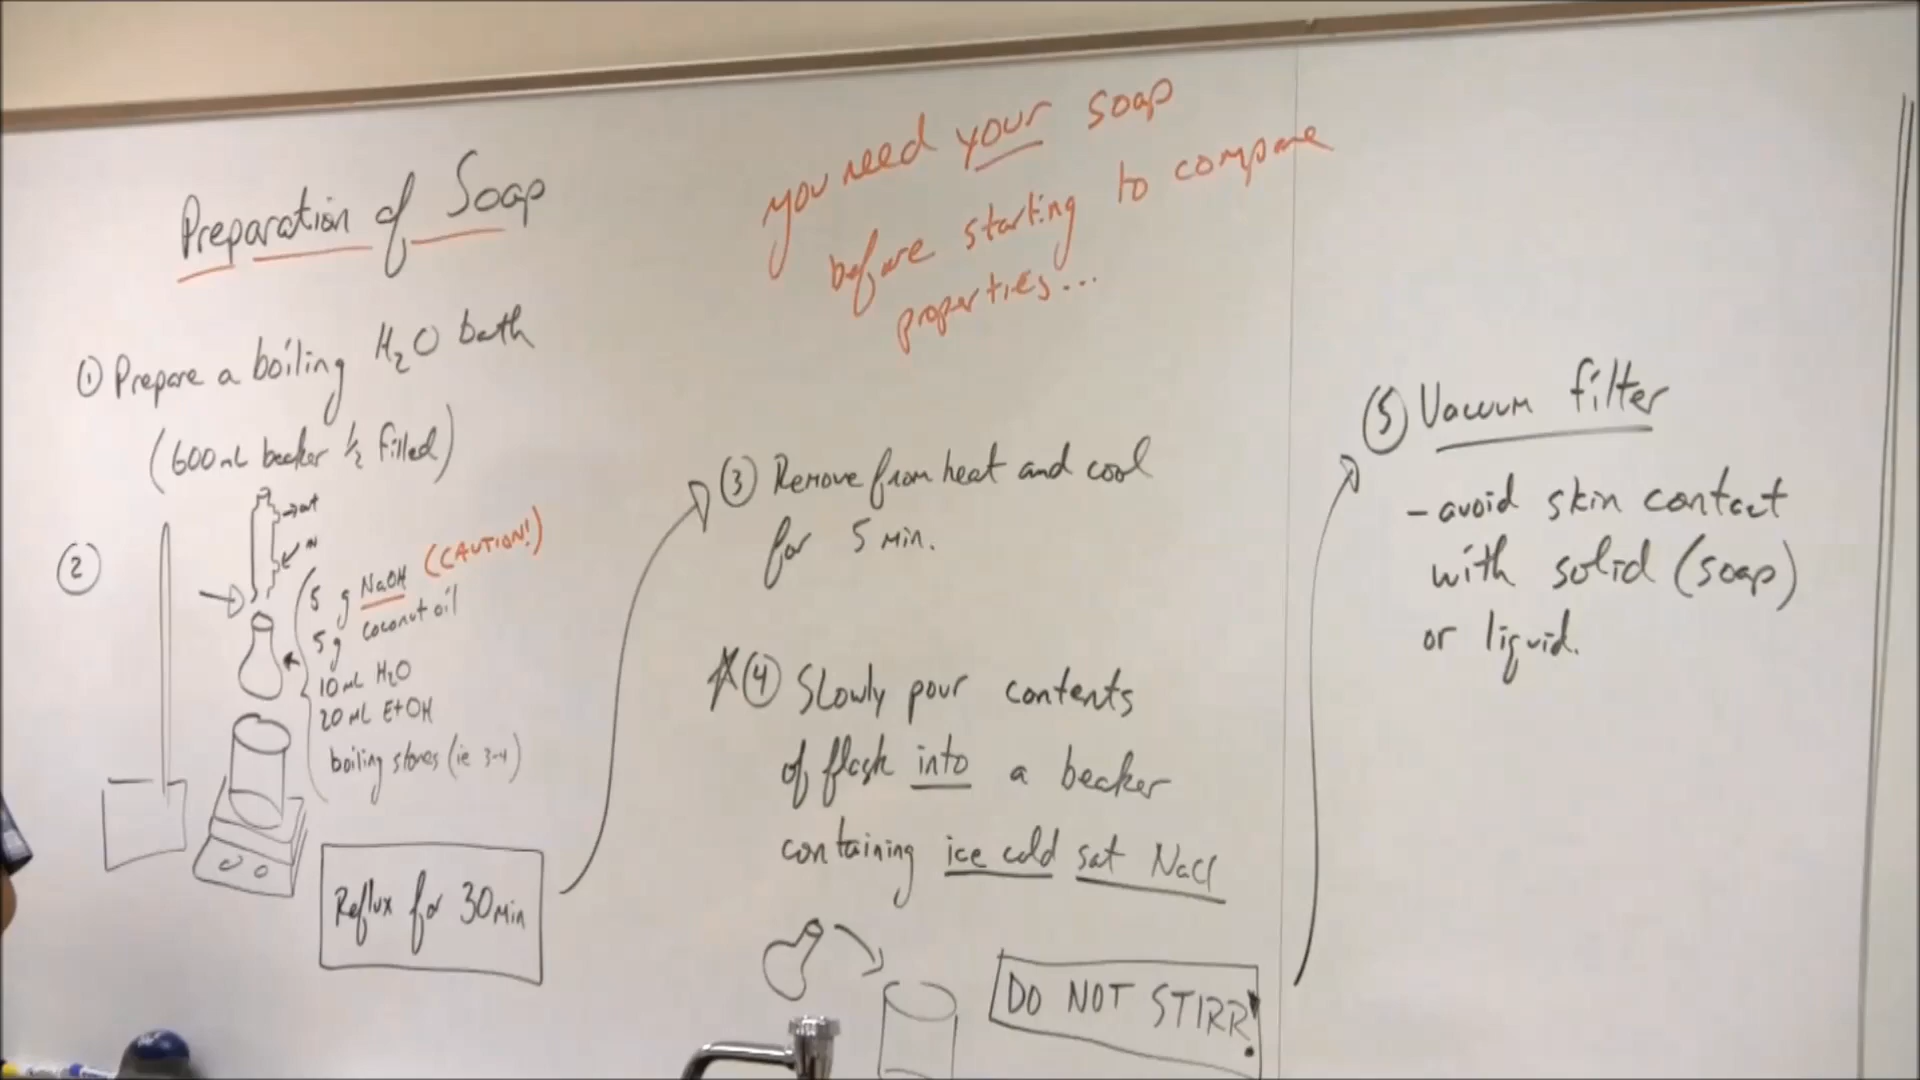 Preparation of Soap
① Prepare a boiling H₂O bath
(600mL beaker ½ filled)
②
→out
IN
5 g NaOH (CAUTION!)
5 g coconut oil
10 mL H₂O
20 mL EtOH
boiling stones (ie 3-4)
Reflux for 30 min
you need your soap
before starting to compare
properties...
③ Remove from heat and cool
for 5 min.
④ Slowly pour contents
of flask into a beaker
containing ice cold sat NaCl
DO NOT STIRR!
⑤ Vacuum filter
- avoid skin contact
with solid (soap)
or liquid.